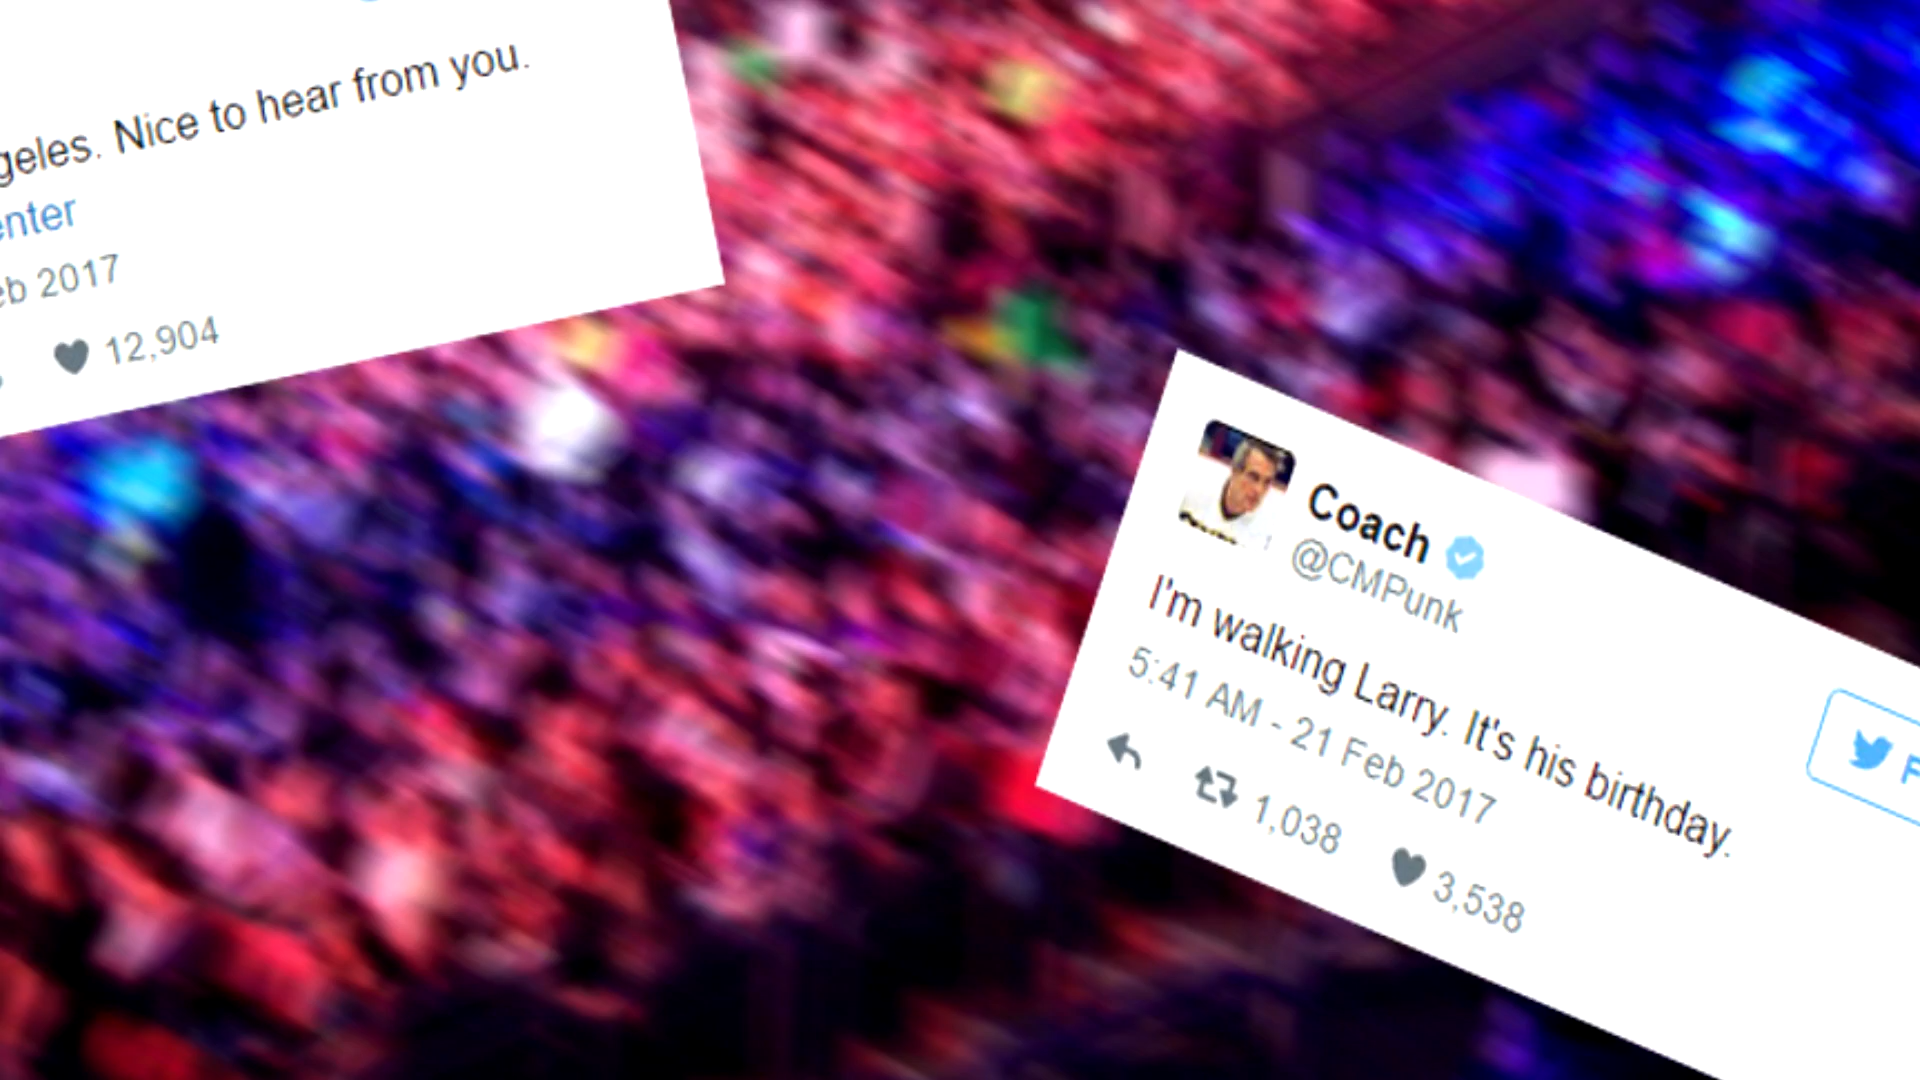 geles. Nice to hear from you.
enter
eb 2017
12,904
Coach
@CMPunk
I'm walking Larry. It's his birthday.
5:41 AM - 21 Feb 2017
1,038 3,538
F